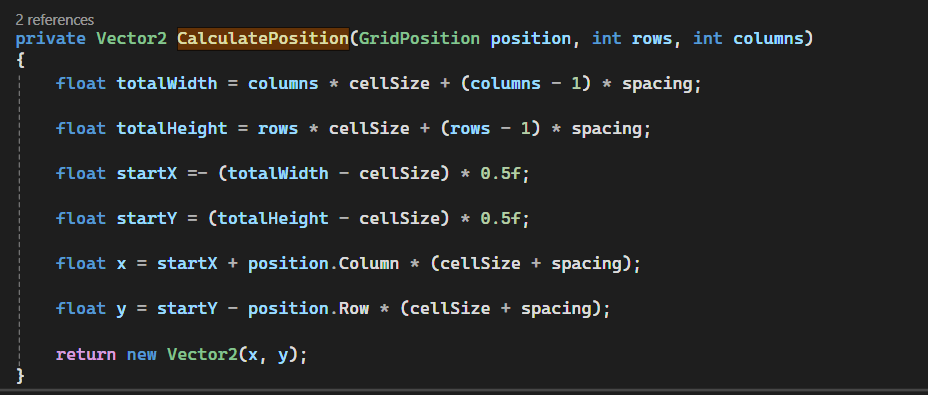 2 references
private Vector2 CalculatePosition(GridPosition position, int rows, int columns)
{
float totalWidth = columns * cellSize + (columns - 1) * spacing;
float totalHeight = rows * cellSize + (rows - 1) * spacing;
float startX =- (totalWidth - cellSize) * 0.5f;
float startY = (totalHeight - cellSize) * 0.5f;
float x = startX + position.Column * (cellSize + spacing);
float y = startY - position.Row * (cellSize + spacing);
return new Vector2(x, y);
}